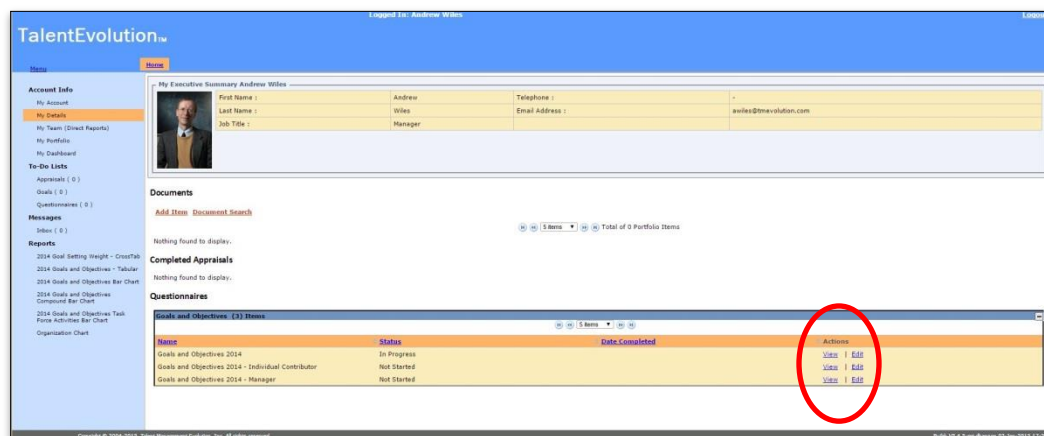 Logged In: Andrew Wiles
Logout
TalentEvolution TM
Menu
Home
Account Info
My Account
My Details
My Team (Direct Reports)
My Portfolio
My Dashboard
To-Do Lists
Appraisals ( 0 )
Goals ( 0 )
Questionnaires ( 0 )
Messages
Inbox ( 0 )
Reports
2014 Goal Setting Weight - CrossTab
2014 Goals and Objectives - Tabular
2014 Goals and Objectives Bar Chart
2014 Goals and Objectives
Compound Bar Chart
2014 Goals and Objectives Task
Force Activities Bar Chart
Organization Chart
My Executive Summary Andrew Wiles
First Name : Andrew Telephone : -
Last Name : Wiles Email Address : awiles@tmevolution.com
Job Title : Manager
Documents
Add Item Document Search
5 items Total of 0 Portfolio Items
Nothing found to display.
Completed Appraisals
Nothing found to display.
Questionnaires
Goals and Objectives (3) Items
5 items
Name Status Date Completed Actions
Goals and Objectives 2014 In Progress View | Edit
Goals and Objectives 2014 - Individual Contributor Not Started View | Edit
Goals and Objectives 2014 - Manager Not Started View | Edit